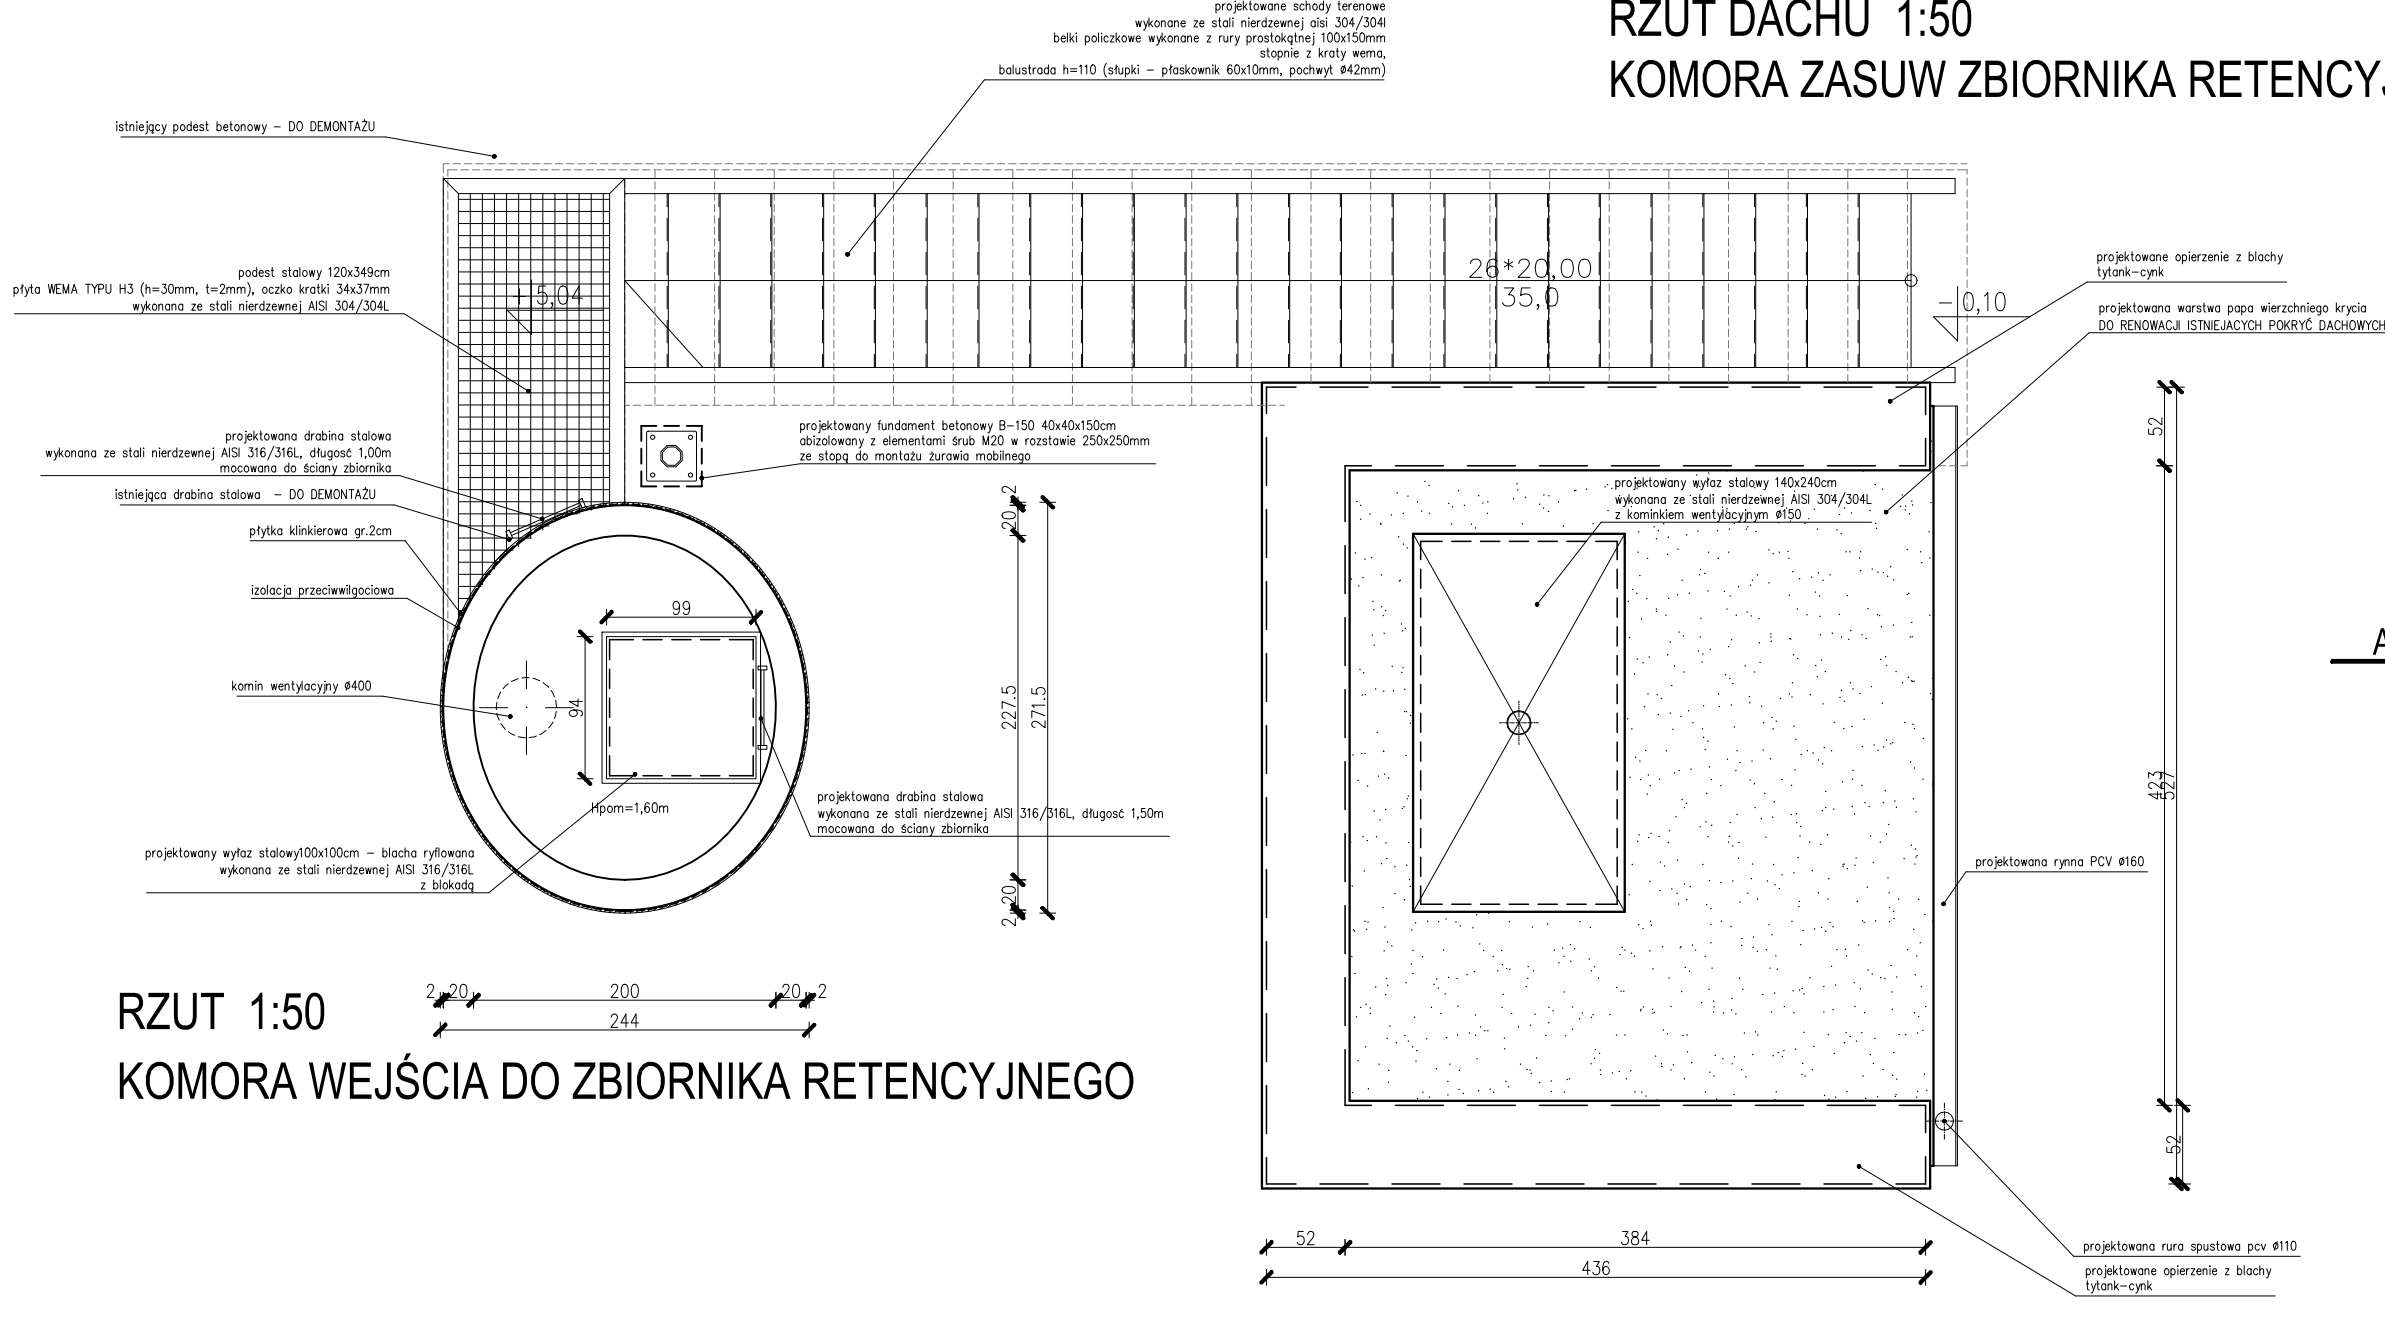 projektowane schody terenowe
wykonane ze stali nierdzewnej aisi 304/304l
belki policzkowe wykonane z rury prostokątnej 100x150mm
stopnie z kraty wema,
balustrada h=110 (słupki – płaskownik 60x10mm, pochwyt ø42mm)
RZUT DACHU 1:50
KOMORA ZASUW ZBIORNIKA RETENCYJ
istniejący podest betonowy – DO DEMONTAŻU
podest stalowy 120x349cm
płyta WEMA TYPU H3 (h=30mm, t=2mm), oczko kratki 34x37mm
wykonana ze stali nierdzewnej AISI 304/304L
+5,04
26*20,00
35,0
-0,10
projektowane opierzenie z blachy
tytank-cynk
projektowana warstwa papa wierzchniego krycia
DO RENOWACJI ISTNIEJACYCH POKRYĆ DACHOWYCH
projektowana drabina stalowa
wykonana ze stali nierdzewnej AISI 316/316L, długosć 1,00m
mocowana do ściany zbiornika
istniejąca drabina stalowa – DO DEMONTAŻU
płytka klinkierowa gr.2cm
izolacja przeciwwilgociowa
komin wentylacyjny ø400
projektowany fundament betonowy B-150 40x40x150cm
abizolowany z elementami śrub M20 w rozstawie 250x250mm
ze stopą do montażu żurawia mobilnego
projektowany wyłaz stalowy 140x240cm
wykonana ze stali nierdzewnej AISI 304/304L
z kominkiem wentylacyjnym ø150
99
94
Hpom=1,60m
2
20
227.5
271.5
20
2
52
423
527
52
projektowana drabina stalowa
wykonana ze stali nierdzewnej AISI 316/316L, długosć 1,50m
mocowana do ściany zbiornika
projektowany wyłaz stalowy100x100cm – blacha ryflowana
wykonana ze stali nierdzewnej AISI 316/316L
z blokadą
projektowana rynna PCV ø160
2 20 200 20 2
244
RZUT 1:50
KOMORA WEJŚCIA DO ZBIORNIKA RETENCYJNEGO
52 384
436
projektowana rura spustowa pcv ø110
projektowane opierzenie z blachy
tytank-cynk
A